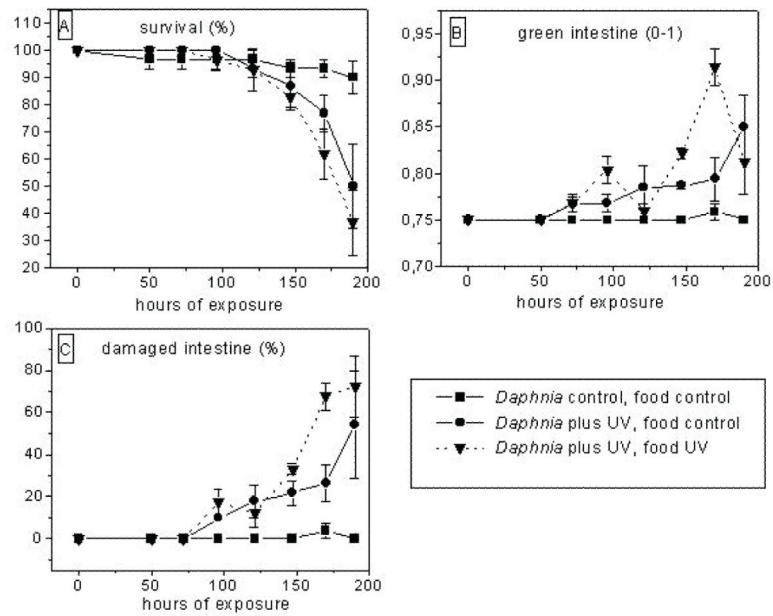 A
survival (%)
110
100
90
80
70
60
50
40
30
20
0 50 100 150 200
hours of exposure
B
green intestine (0-1)
0,95
0,90
0,85
0,80
0,75
0,70
0 50 100 150 200
hours of exposure
C
damaged intestine (%)
100
80
60
40
20
0
0 50 100 150 200
hours of exposure
Daphnia control, food control
Daphnia plus UV, food control
Daphnia plus UV, food UV